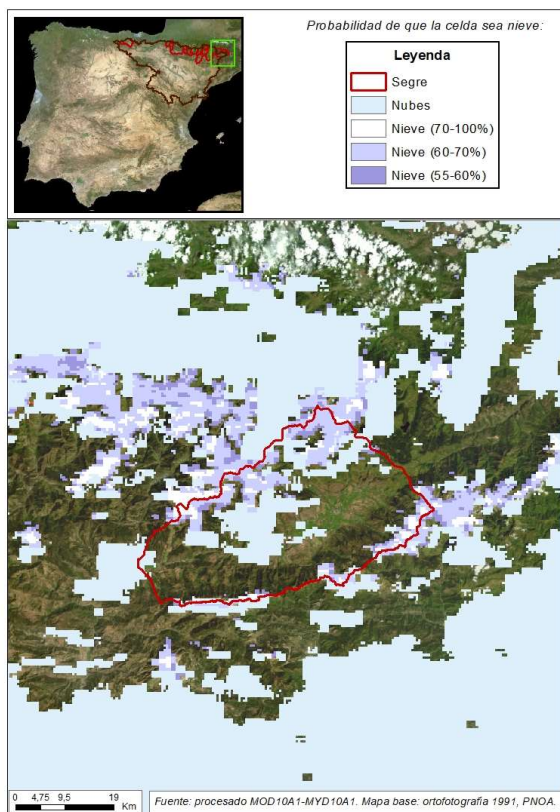 Probabilidad de que la celda sea nieve:
Leyenda
Segre
Nubes
Nieve (70-100%)
Nieve (60-70%)
Nieve (55-60%)
0 4,75 9,5 19
Km
Fuente: procesado MOD10A1-MYD10A1. Mapa base: ortofotografía 1991, PNOA.